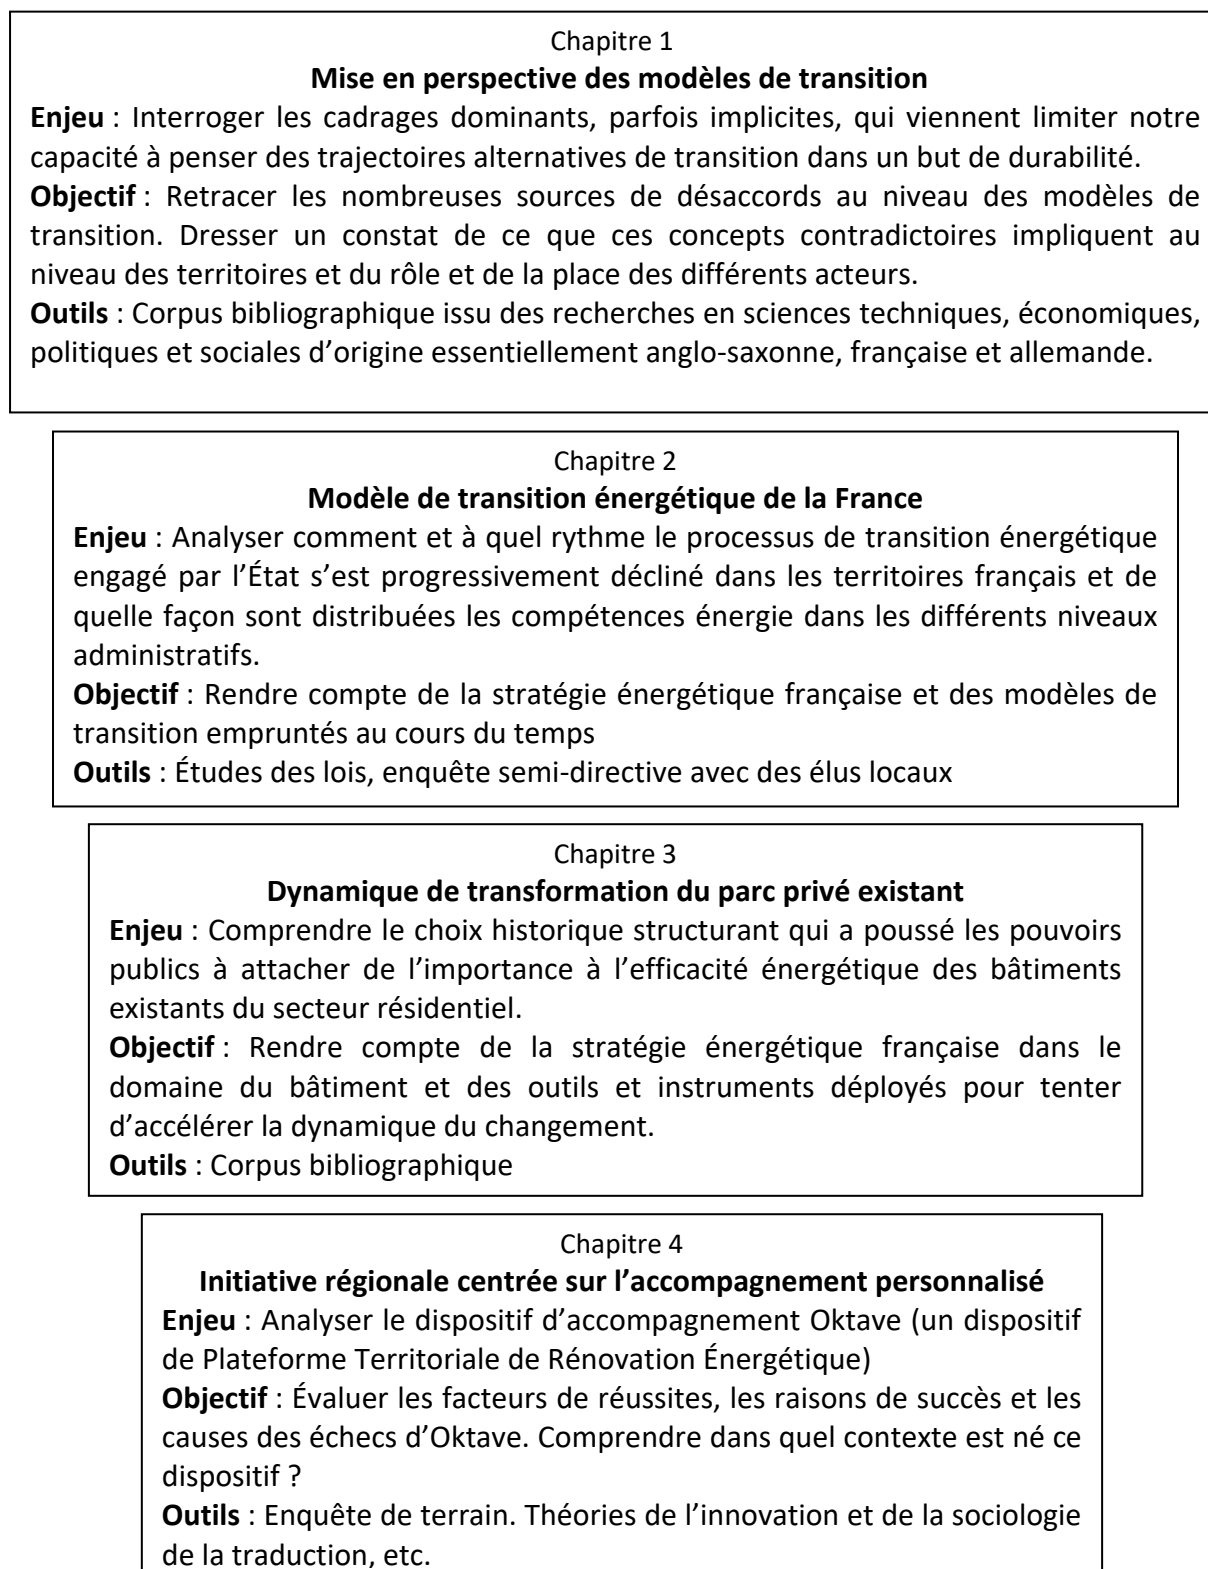 Chapitre 1
Mise en perspective des modèles de transition
Enjeu : Interroger les cadrages dominants, parfois implicites, qui viennent limiter notre
capacité à penser des trajectoires alternatives de transition dans un but de durabilité.
Objectif : Retracer les nombreuses sources de désaccords au niveau des modèles de
transition. Dresser un constat de ce que ces concepts contradictoires impliquent au
niveau des territoires et du rôle et de la place des différents acteurs.
Outils : Corpus bibliographique issu des recherches en sciences techniques, économiques,
politiques et sociales d’origine essentiellement anglo-saxonne, française et allemande.
Chapitre 2
Modèle de transition énergétique de la France
Enjeu : Analyser comment et à quel rythme le processus de transition énergétique
engagé par l’État s’est progressivement décliné dans les territoires français et de
quelle façon sont distribuées les compétences énergie dans les différents niveaux
administratifs.
Objectif : Rendre compte de la stratégie énergétique française et des modèles de
transition empruntés au cours du temps
Outils : Études des lois, enquête semi-directive avec des élus locaux
Chapitre 3
Dynamique de transformation du parc privé existant
Enjeu : Comprendre le choix historique structurant qui a poussé les pouvoirs
publics à attacher de l’importance à l’efficacité énergétique des bâtiments
existants du secteur résidentiel.
Objectif : Rendre compte de la stratégie énergétique française dans le
domaine du bâtiment et des outils et instruments déployés pour tenter
d’accélérer la dynamique du changement.
Outils : Corpus bibliographique
Chapitre 4
Initiative régionale centrée sur l’accompagnement personnalisé
Enjeu : Analyser le dispositif d’accompagnement Oktave (un dispositif
de Plateforme Territoriale de Rénovation Énergétique)
Objectif : Évaluer les facteurs de réussites, les raisons de succès et les
causes des échecs d’Oktave. Comprendre dans quel contexte est né ce
dispositif ?
Outils : Enquête de terrain. Théories de l’innovation et de la sociologie
de la traduction, etc.